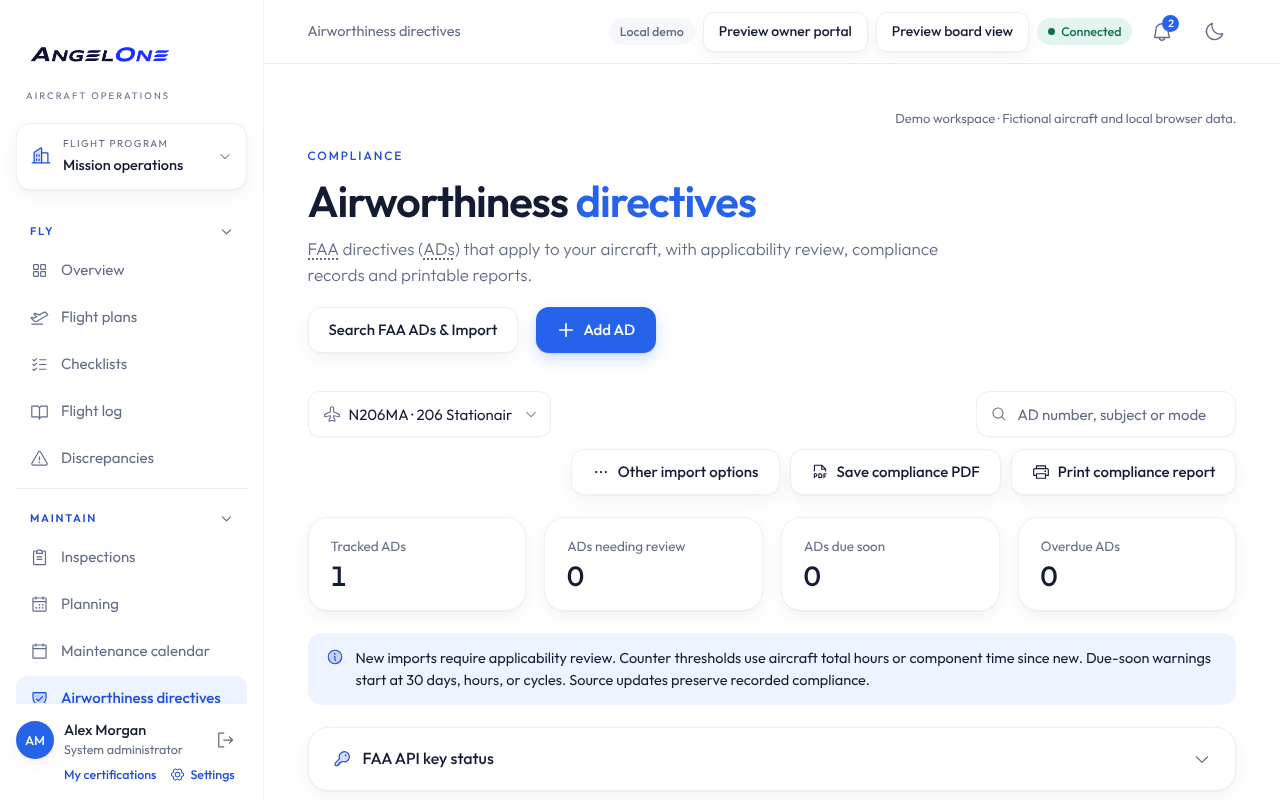 ANGELONE
AIRCRAFT OPERATIONS
FLIGHT PROGRAM
Mission operations
FLY
Overview
Flight plans
Checklists
Flight log
Discrepancies
MAINTAIN
Inspections
Planning
Maintenance calendar
Airworthiness directives
AM
Alex Morgan
System administrator
My certifications
Settings
Airworthiness directives
Local demo
Preview owner portal
Preview board view
Connected
2
Demo workspace · Fictional aircraft and local browser data.
COMPLIANCE
Airworthiness directives
FAA directives (ADs) that apply to your aircraft, with applicability review, compliance
records and printable reports.
Search FAA ADs & Import
Add AD
N206MA · 206 Stationair
AD number, subject or mode
Other import options
PDF
Save compliance PDF
Print compliance report
Tracked ADs
1
ADs needing review
0
ADs due soon
0
Overdue ADs
0
New imports require applicability review. Counter thresholds use aircraft total hours or component time since new. Due-soon warnings
start at 30 days, hours, or cycles. Source updates preserve recorded compliance.
FAA API key status